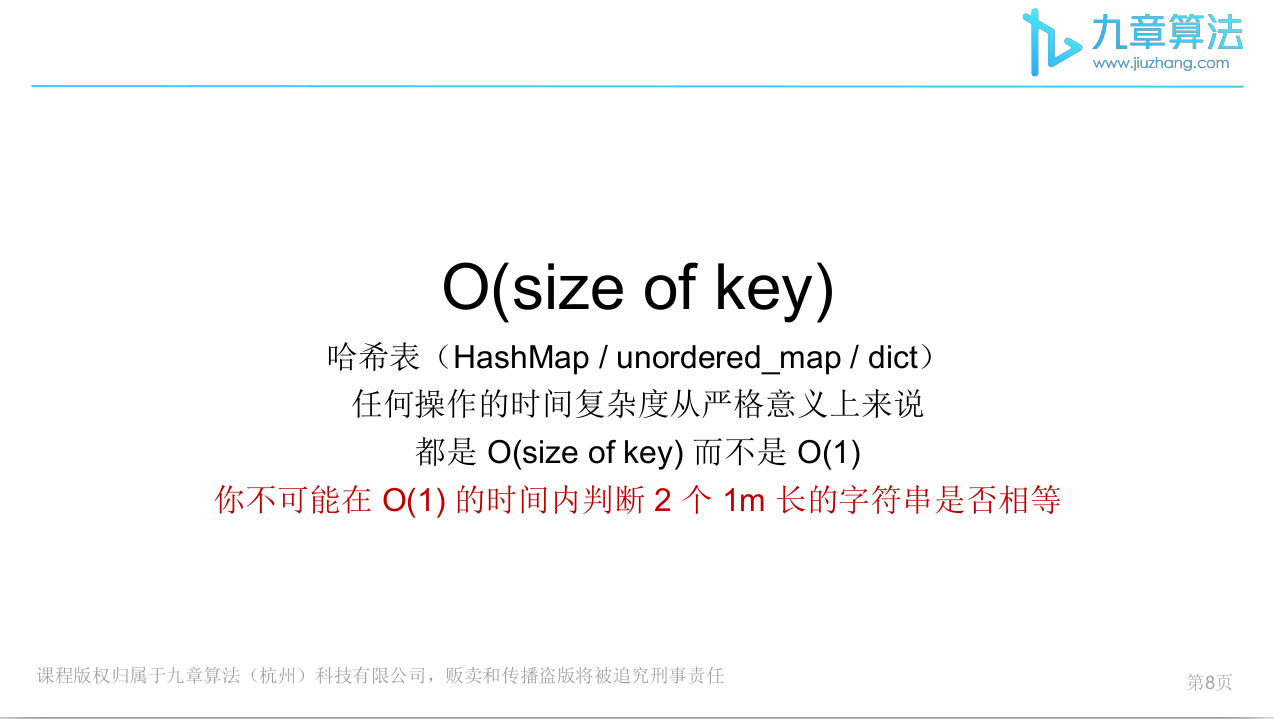 九章算法
www.jiuzhang.com
O(size of key)
哈希表（HashMap / unordered_map / dict）
任何操作的时间复杂度从严格意义上来说
都是 O(size of key) 而不是 O(1)
你不可能在 O(1) 的时间内判断 2 个 1m 长的字符串是否相等
课程版权归属于九章算法（杭州）科技有限公司，贩卖和传播盗版将被追究刑事责任
第8页